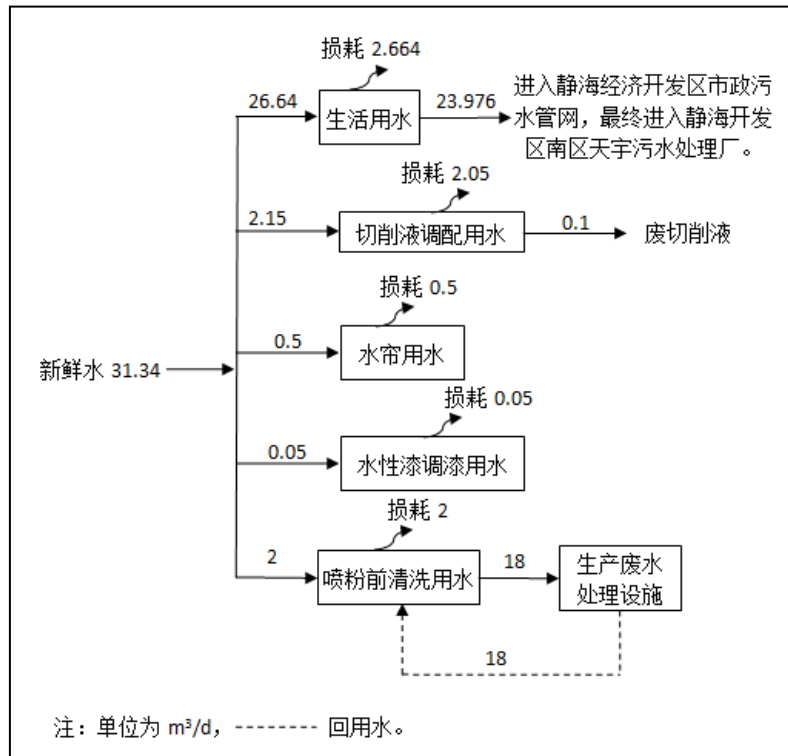 损耗 2.664
26.64
生活用水
23.976
进入静海经济开发区市政污
水管网，最终进入静海开发
区南区天宇污水处理厂。
损耗 2.05
2.15
切削液调配用水
0.1
废切削液
损耗 0.5
0.5
水帘用水
新鲜水 31.34
损耗 0.05
0.05
水性漆调漆用水
损耗 2
2
喷粉前清洗用水
18
生产废水
处理设施
18
注：单位为 m³/d，-------- 回用水。